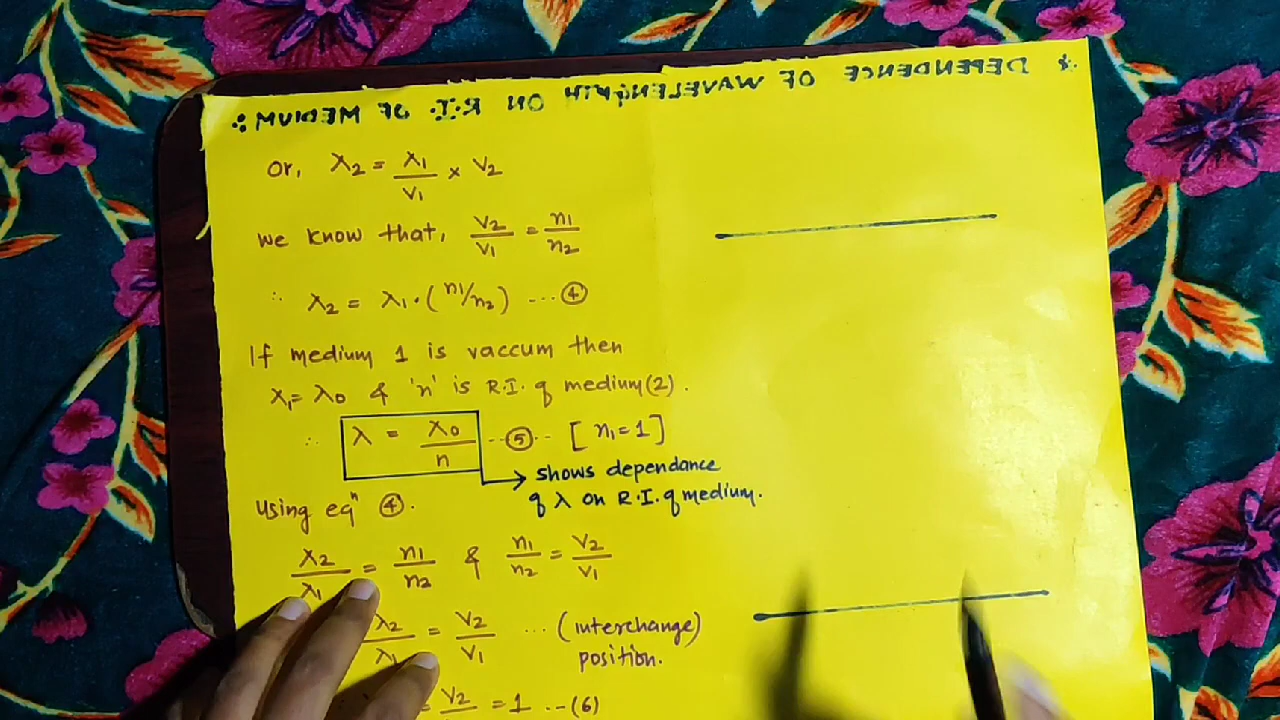 * DEPENDENCE OF WAVELENGTH ON R.I. OF MEDIUM :
Or, λ2 = λ1/v1 × v2
we know that, v2/v1 = n1/n2
∴ λ2 = λ1 · (n1/n2) ---④
If medium 1 is vaccum then
λ1= λ0 & 'n' is R.I. of medium(2).
∴ λ = λ0/n --⑤-- [n1=1]
shows dependance
of λ on R.I. of medium.
Using eqn ④.
λ2/λ1 = n1/n2 & n1/n2 = v2/v1
λ2/λ1 = v2/v1 ... (interchange)
position.
= v2/ = 1 ..-(6)